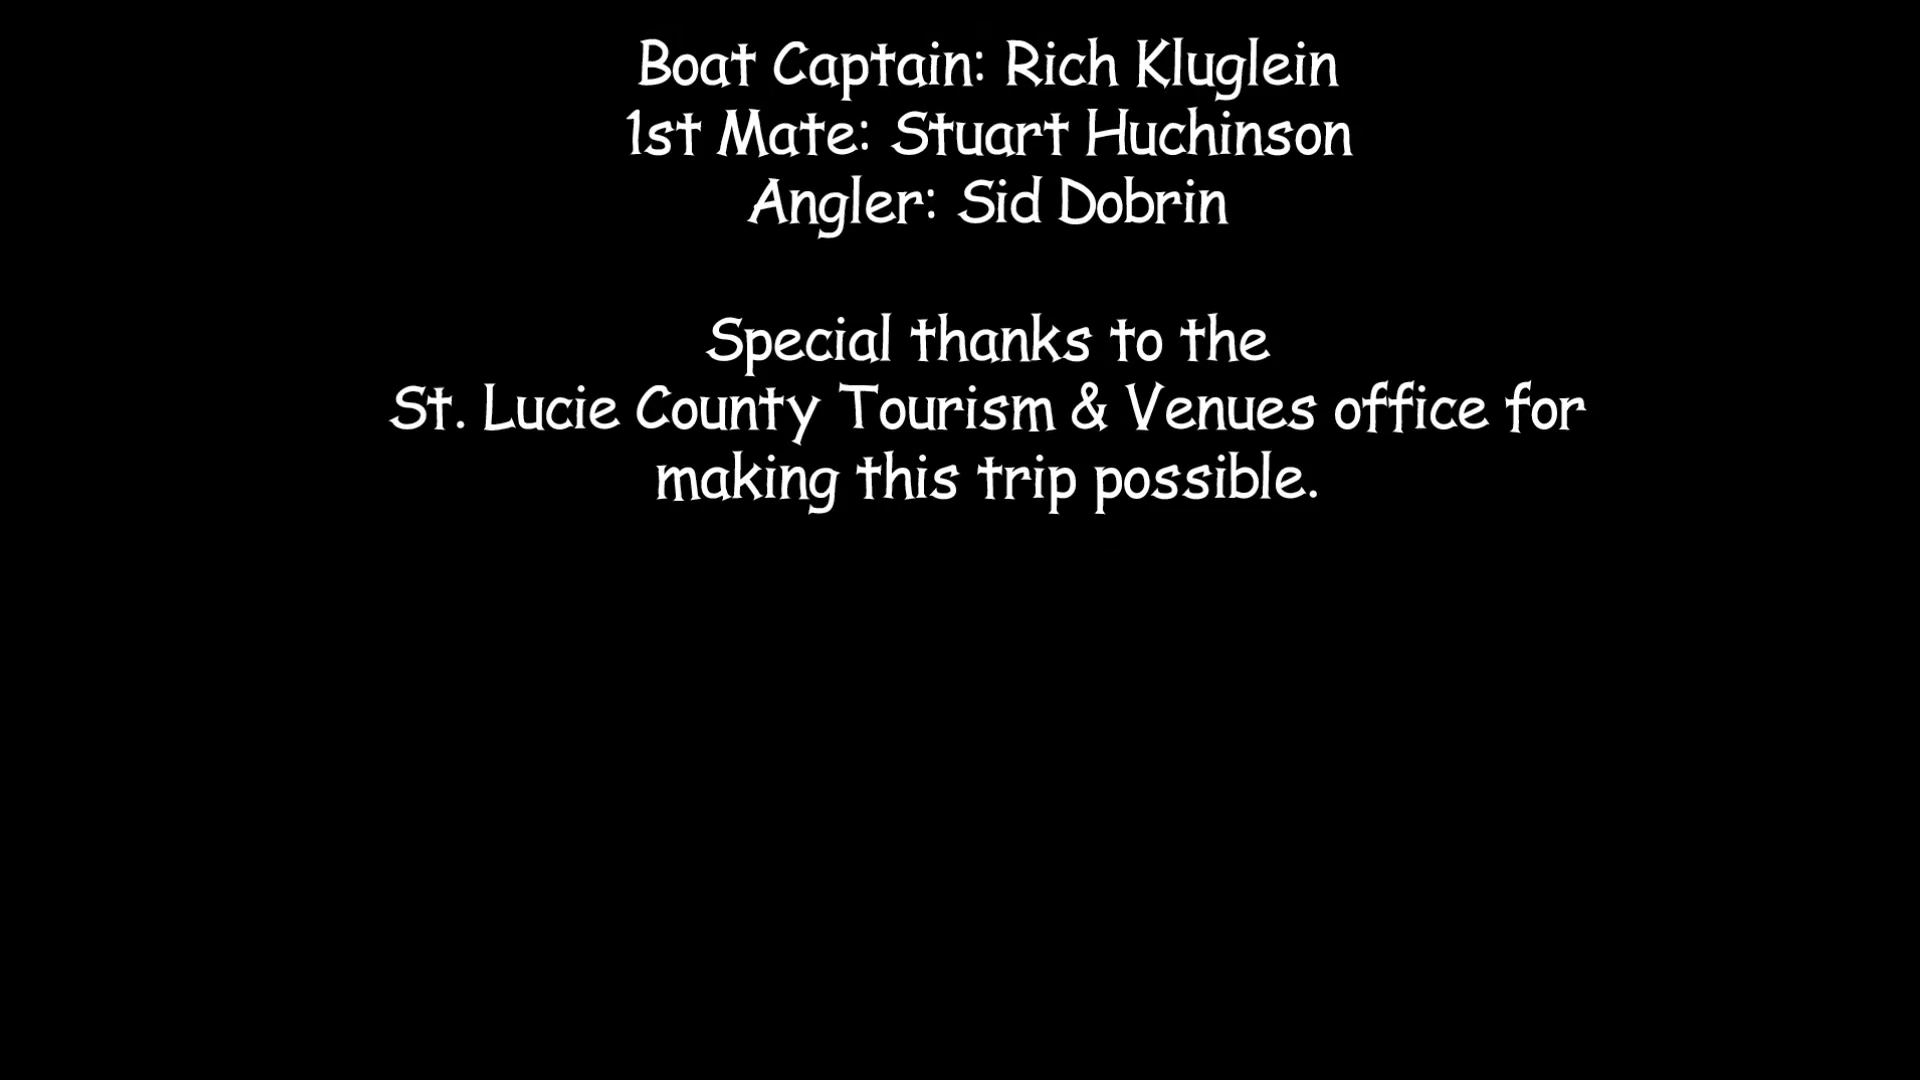 Boat Captain: Rich Kluglein
1st Mate: Stuart Huchinson
Angler: Sid Dobrin
Special thanks to the
St. Lucie County Tourism & Venues office for
making this trip possible.